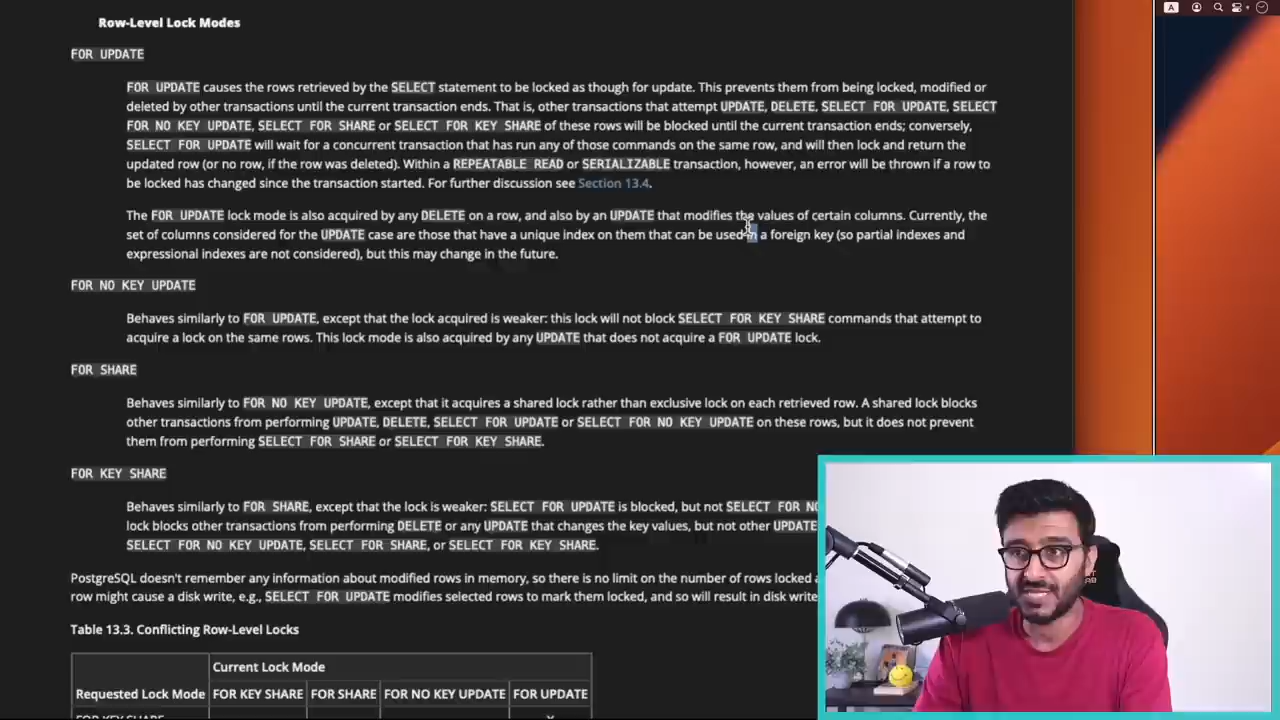 Row-Level Lock Modes
FOR UPDATE
FOR UPDATE causes the rows retrieved by the SELECT statement to be locked as though for update. This prevents them from being locked, modified or
deleted by other transactions until the current transaction ends. That is, other transactions that attempt UPDATE, DELETE, SELECT FOR UPDATE, SELECT
FOR NO KEY UPDATE, SELECT FOR SHARE or SELECT FOR KEY SHARE of these rows will be blocked until the current transaction ends; conversely,
SELECT FOR UPDATE will wait for a concurrent transaction that has run any of those commands on the same row, and will then lock and return the
updated row (or no row, if the row was deleted). Within a REPEATABLE READ or SERIALIZABLE transaction, however, an error will be thrown if a row to
be locked has changed since the transaction started. For further discussion see Section 13.4.
The FOR UPDATE lock mode is also acquired by any DELETE on a row, and also by an UPDATE that modifies the values of certain columns. Currently, the
set of columns considered for the UPDATE case are those that have a unique index on them that can be used in a foreign key (so partial indexes and
expressional indexes are not considered), but this may change in the future.
FOR NO KEY UPDATE
Behaves similarly to FOR UPDATE, except that the lock acquired is weaker: this lock will not block SELECT FOR KEY SHARE commands that attempt to
acquire a lock on the same rows. This lock mode is also acquired by any UPDATE that does not acquire a FOR UPDATE lock.
FOR SHARE
Behaves similarly to FOR NO KEY UPDATE, except that it acquires a shared lock rather than exclusive lock on each retrieved row. A shared lock blocks
other transactions from performing UPDATE, DELETE, SELECT FOR UPDATE or SELECT FOR NO KEY UPDATE on these rows, but it does not prevent
them from performing SELECT FOR SHARE or SELECT FOR KEY SHARE.
FOR KEY SHARE
Behaves similarly to FOR SHARE, except that the lock is weaker: SELECT FOR UPDATE is blocked, but not SELECT FOR NO
lock blocks other transactions from performing DELETE or any UPDATE that changes the key values, but not other UPDATE
SELECT FOR NO KEY UPDATE, SELECT FOR SHARE, or SELECT FOR KEY SHARE.
PostgreSQL doesn't remember any information about modified rows in memory, so there is no limit on the number of rows locked a
row might cause a disk write, e.g., SELECT FOR UPDATE modifies selected rows to mark them locked, and so will result in disk write
Table 13.3. Conflicting Row-Level Locks
Current Lock Mode
Requested Lock Mode FOR KEY SHARE FOR SHARE FOR NO KEY UPDATE FOR UPDATE
FOR KEY SHARE X